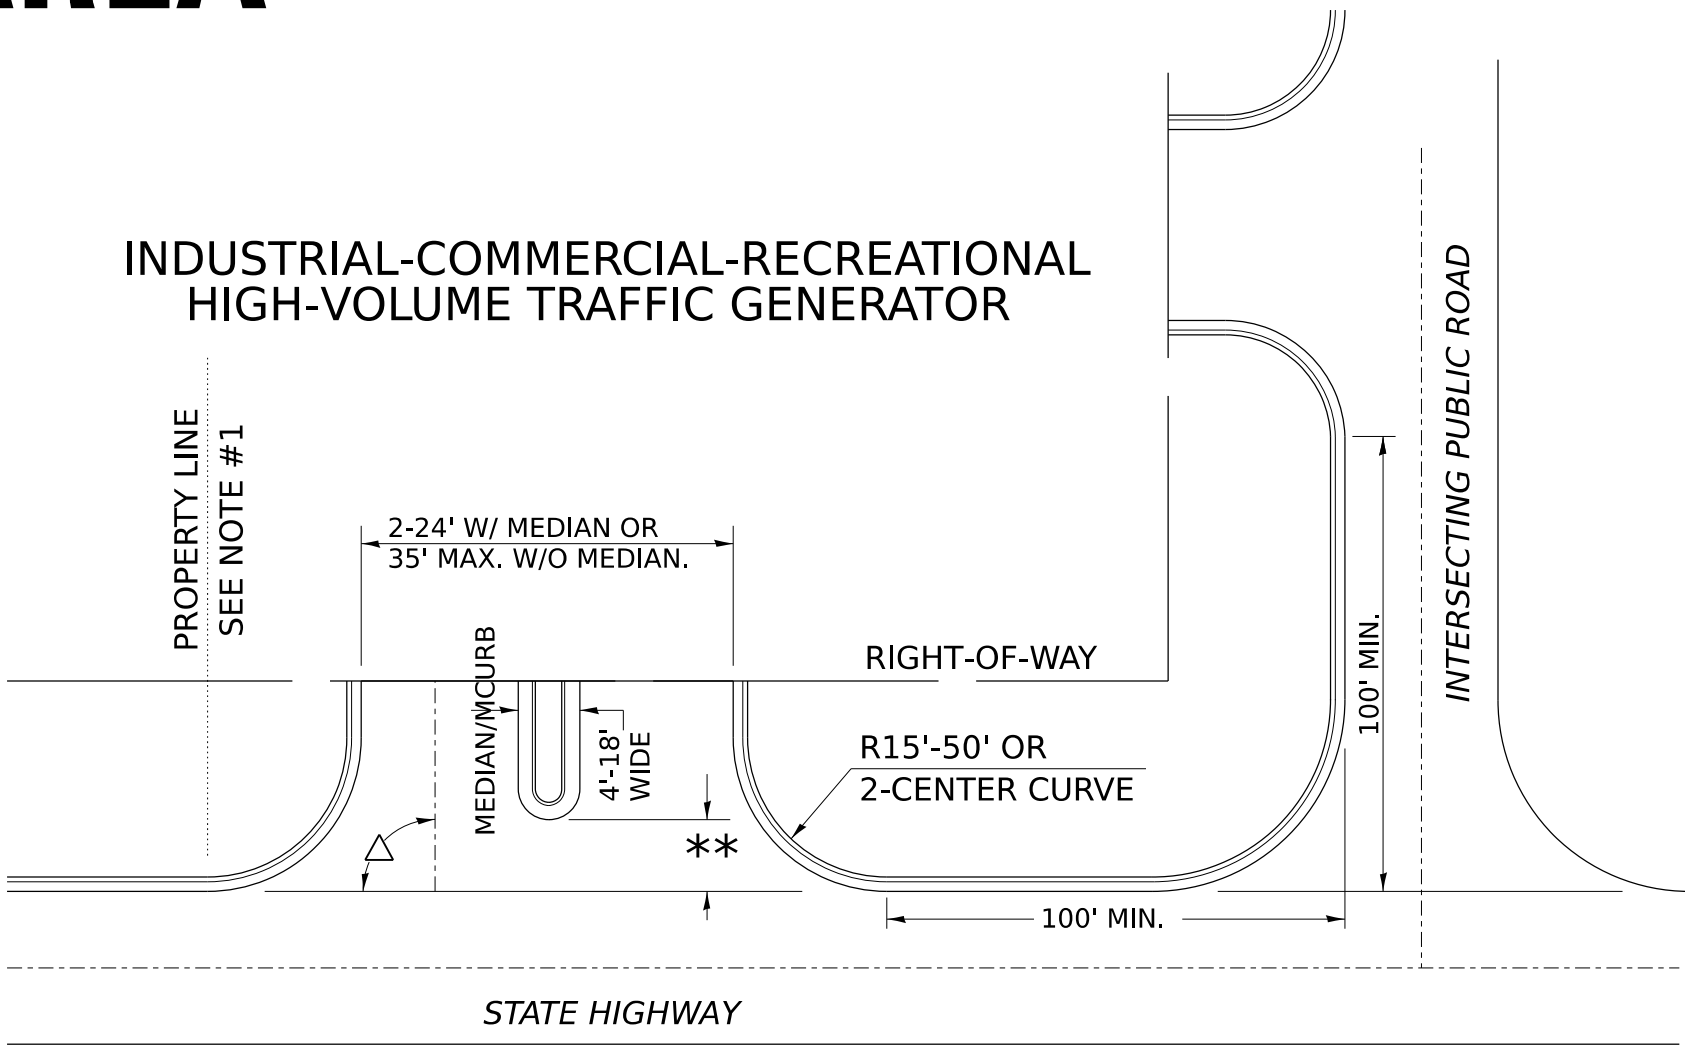 INDUSTRIAL-COMMERCIAL-RECREATIONAL
HIGH-VOLUME TRAFFIC GENERATOR
PROPERTY LINE
SEE NOTE #1
2-24' W/ MEDIAN OR
35' MAX. W/O MEDIAN.
MEDIAN/MCURB
4'-18'
WIDE
RIGHT-OF-WAY
R15'-50' OR
2-CENTER CURVE
**
100' MIN.
100' MIN.
INTERSECTING PUBLIC ROAD
STATE HIGHWAY